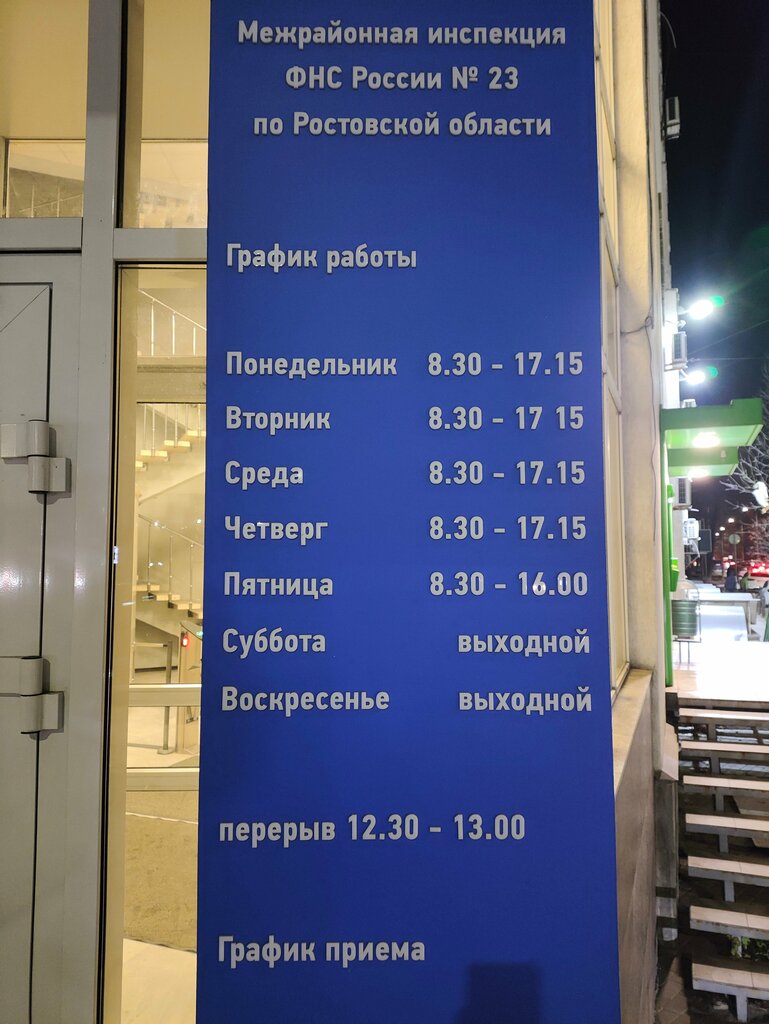 Межрайонная инспекция
ФНС России № 23
по Ростовской области
График работы
Понедельник 8.30 - 17.15
Вторник 8.30 - 17 15
Среда 8.30 - 17.15
Четверг 8.30 - 17.15
Пятница 8.30 - 16.00
Суббота выходной
Воскресенье выходной
перерыв 12.30 - 13.00
График приема